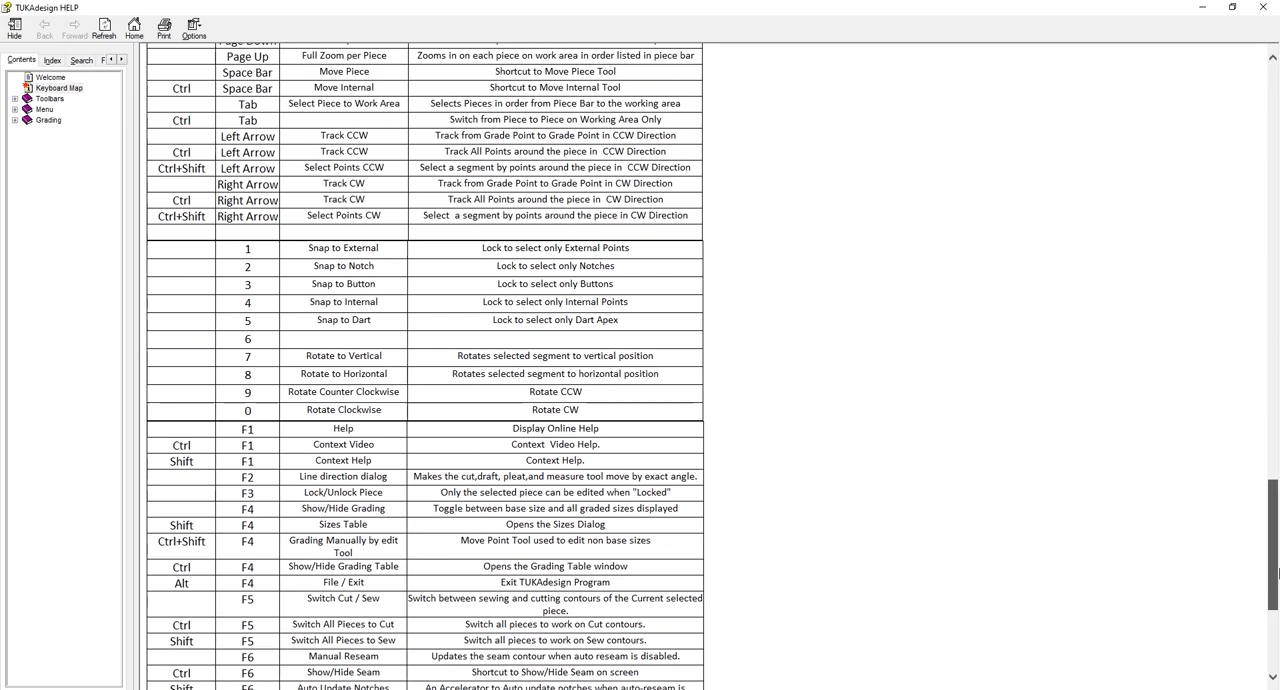 TUKAdesign HELP
Hide Back Forward Refresh Home Print Options
Contents Index Search F
Welcome
Keyboard Map
Toolbars
Menu
Grading
Page Up Full Zoom per Piece Zooms in on each piece on work area in order listed in piece bar
Space Bar Move Piece Shortcut to Move Piece Tool
Ctrl Space Bar Move Internal Shortcut to Move Internal Tool
Tab Select Piece to Work Area Selects Pieces in order from Piece Bar to the working area
Ctrl Tab Switch from Piece to Piece on Working Area Only
Left Arrow Track CCW Track from Grade Point to Grade Point in CCW Direction
Ctrl Left Arrow Track CCW Track All Points around the piece in CCW Direction
Ctrl+Shift Left Arrow Select Points CCW Select a segment by points around the piece in CCW Direction
Right Arrow Track CW Track from Grade Point to Grade Point in CW Direction
Ctrl Right Arrow Track CW Track All Points around the piece in CW Direction
Ctrl+Shift Right Arrow Select Points CW Select a segment by points around the piece in CW Direction
1 Snap to External Lock to select only External Points
2 Snap to Notch Lock to select only Notches
3 Snap to Button Lock to select only Buttons
4 Snap to Internal Lock to select only Internal Points
5 Snap to Dart Lock to select only Dart Apex
6
7 Rotate to Vertical Rotates selected segment to vertical position
8 Rotate to Horizontal Rotates selected segment to horizontal position
9 Rotate Counter Clockwise Rotate CCW
0 Rotate Clockwise Rotate CW
F1 Help Display Online Help
Ctrl F1 Context Video Context Video Help.
Shift F1 Context Help Context Help.
F2 Line direction dialog Makes the cut,draft, pleat,and measure tool move by exact angle.
F3 Lock/Unlock Piece Only the selected piece can be edited when "Locked"
F4 Show/Hide Grading Toggle between base size and all graded sizes displayed
Shift F4 Sizes Table Opens the Sizes Dialog
Ctrl+Shift F4 Grading Manually by edit Move Point Tool used to edit non base sizes
Tool
Ctrl F4 Show/Hide Grading Table Opens the Grading Table window
Alt F4 File / Exit Exit TUKAdesign Program
F5 Switch Cut / Sew Switch between sewing and cutting contours of the Current selected
piece.
Ctrl F5 Switch All Pieces to Cut Switch all pieces to work on Cut contours.
Shift F5 Switch All Pieces to Sew Switch all pieces to work on Sew contours.
F6 Manual Reseam Updates the seam contour when auto reseam is disabled.
Ctrl F6 Show/Hide Seam Shortcut to Show/Hide Seam on screen
Shift F6 Auto Update Notches An Accelerator to Auto update notches when auto-reseam is